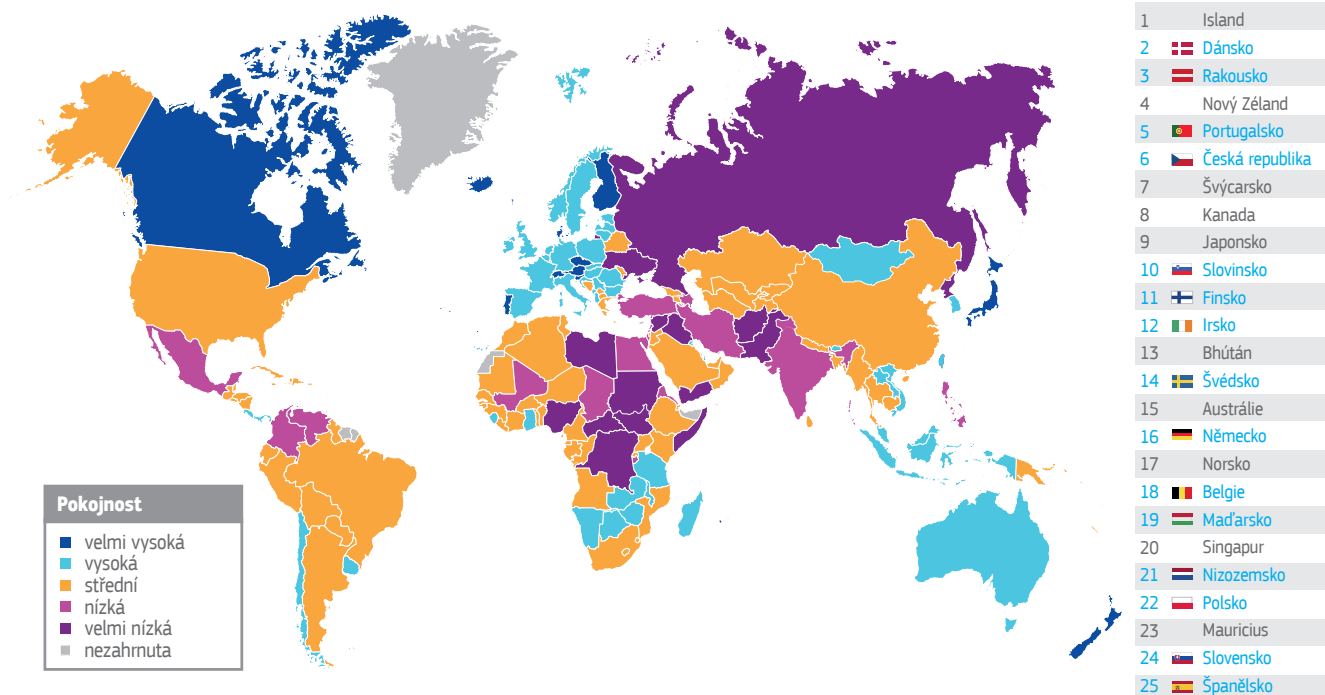 Pokojnost
velmi vysoká
vysoká
střední
nízká
velmi nízká
nezahrnuta
1 Island
2 Dánsko
3 Rakousko
4 Nový Zéland
5 Portugalsko
6 Česká republika
7 Švýcarsko
8 Kanada
9 Japonsko
10 Slovinsko
11 Finsko
12 Irsko
13 Bhútán
14 Švédsko
15 Austrálie
16 Německo
17 Norsko
18 Belgie
19 Maďarsko
20 Singapur
21 Nizozemsko
22 Polsko
23 Mauricius
24 Slovensko
25 Španělsko